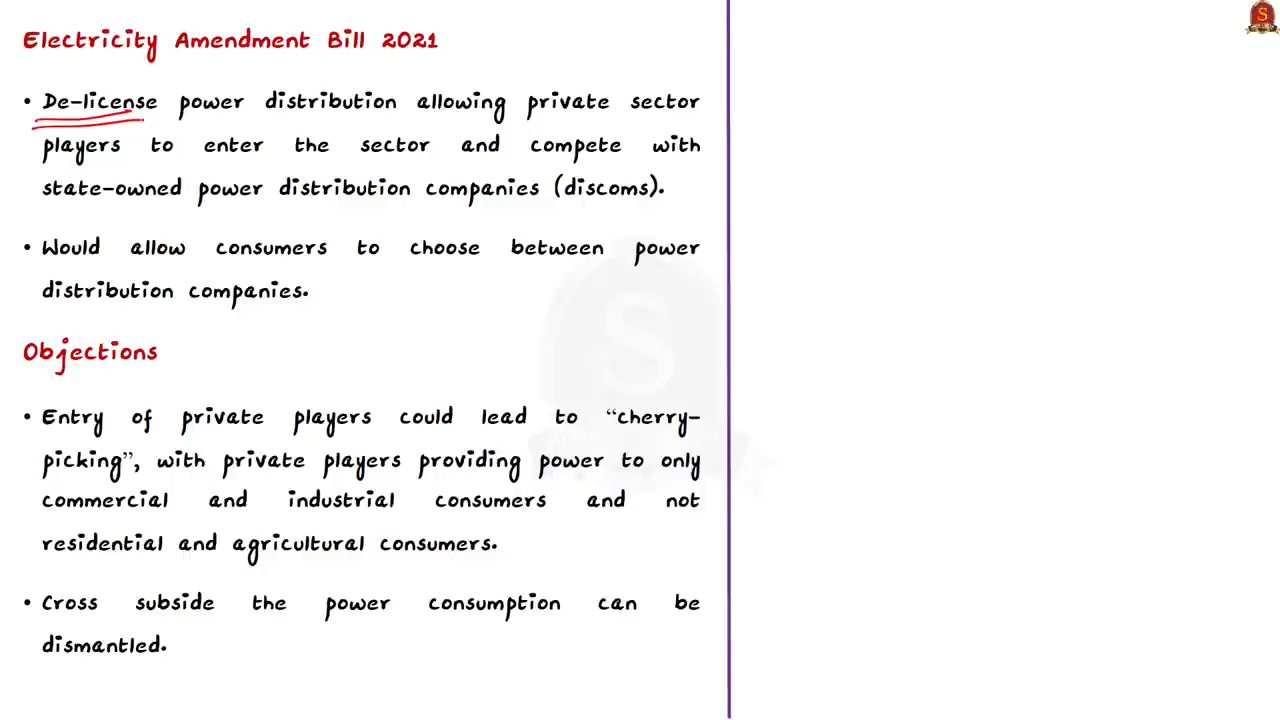 Electricity Amendment Bill 2021
• De-license power distribution allowing private sector
players to enter the sector and compete with
state-owned power distribution companies (discoms).
• Would allow consumers to choose between power
distribution companies.
Objections
• Entry of private players could lead to “cherry-
picking”, with private players providing power to only
commercial and industrial consumers and not
residential and agricultural consumers.
• Cross subside the power consumption can be
dismantled.
S
S